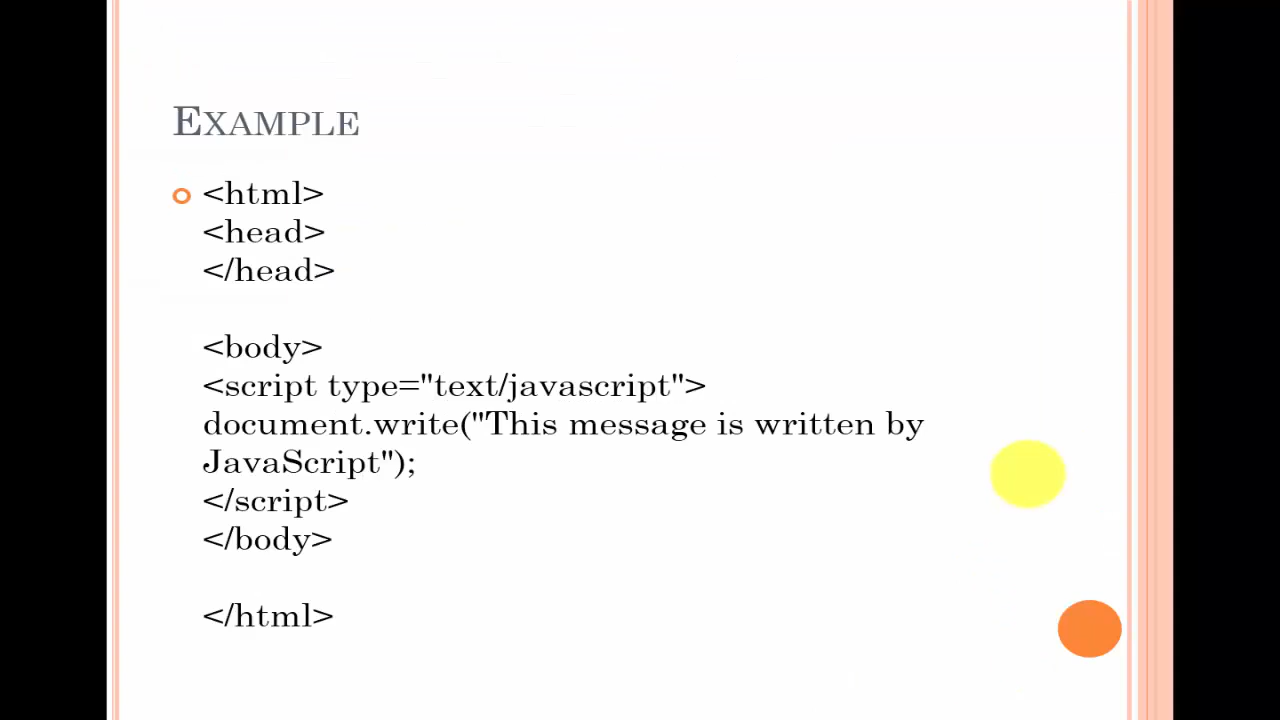 EXAMPLE
<html>
<head>
</head>
<body>
<script type="text/javascript">
document.write("This message is written by
JavaScript");
</script>
</body>
</html>